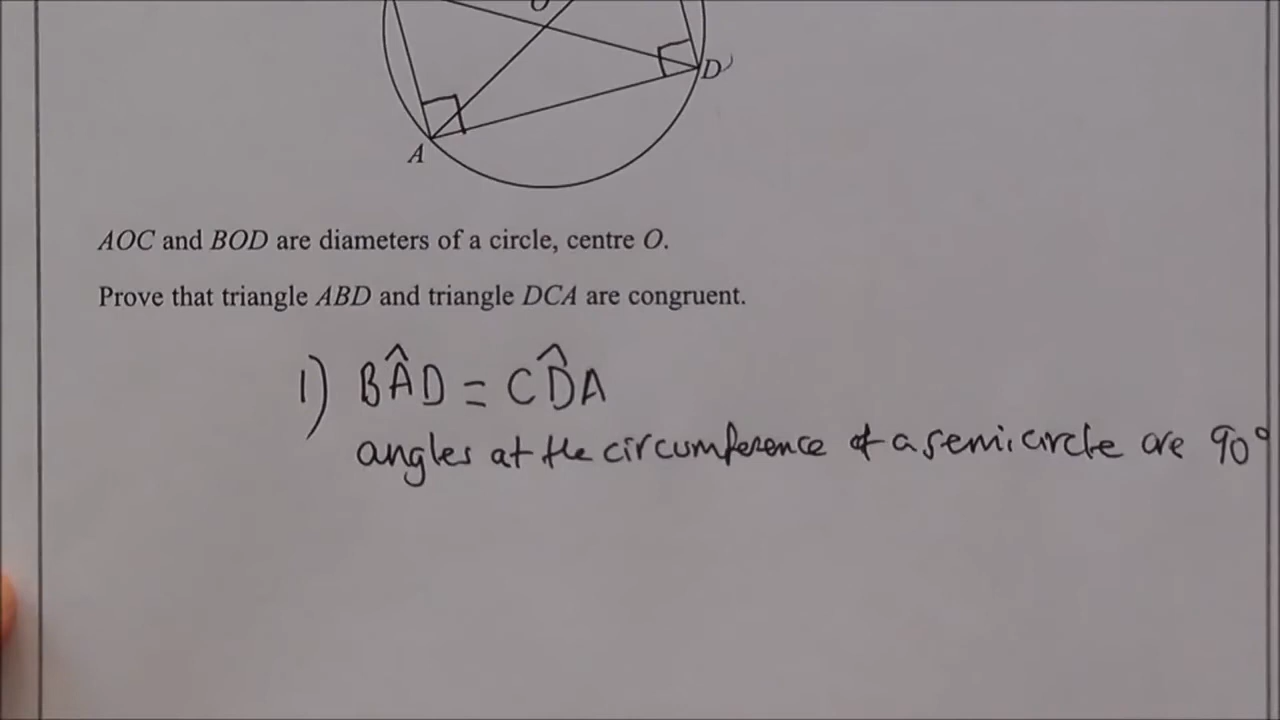 O
D
A
AOC and BOD are diameters of a circle, centre O.
Prove that triangle ABD and triangle DCA are congruent.
1) BÂD = CD̂A
angles at the circumference of a semicircle are 90°